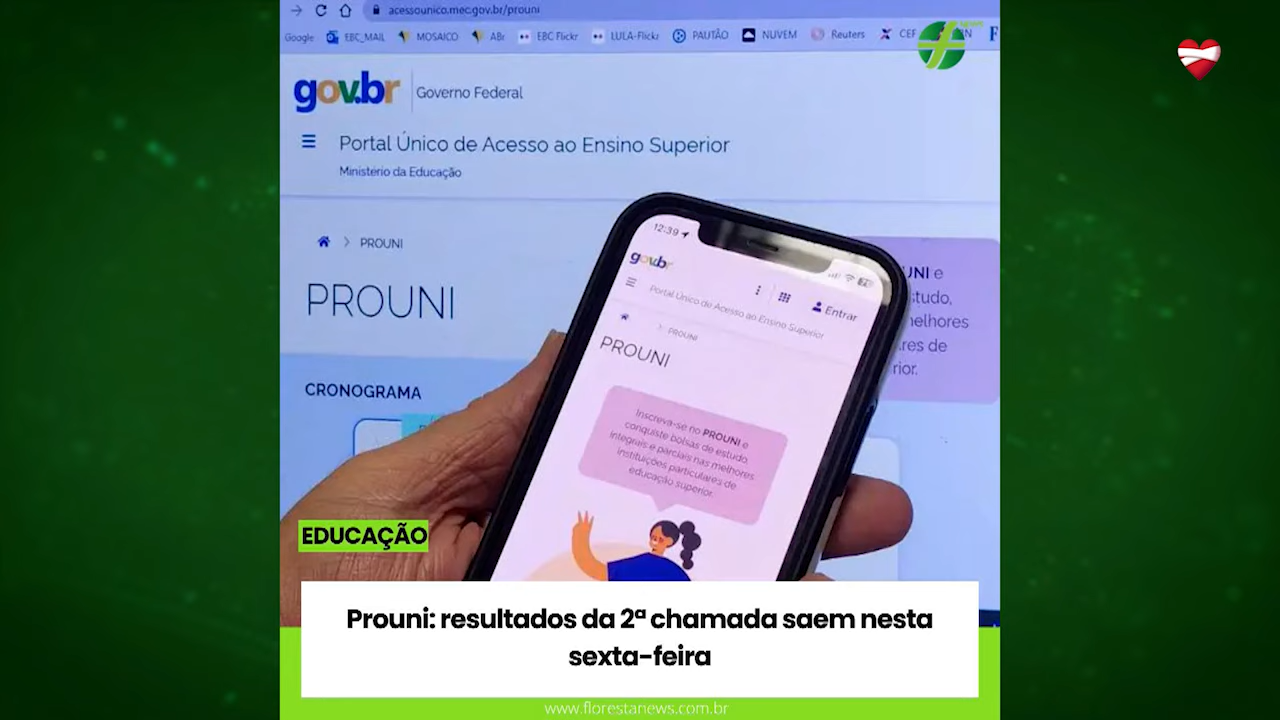 acessounico.mec.gov.br/prouni
Google EBC_MAIL MOSAICO ABr EBC Flickr LULA-Flickr PAUTÃO NUVEM Reuters CEF
gov.br Governo Federal
Portal Único de Acesso ao Ensino Superior
Ministério da Educação
PROUNI
PROUNI
CRONOGRAMA
12:39
gov.br
Portal Único de Acesso ao Ensino Superior
Entrar
PROUNI
PROUNI
Inscreva-se no PROUNI e
conquiste bolsas de estudo,
integrais e parciais nas melhores
instituições particulares de
educação superior.
EDUCAÇÃO
Prouni: resultados da 2ª chamada saem nesta
sexta-feira
www.florestanews.com.br